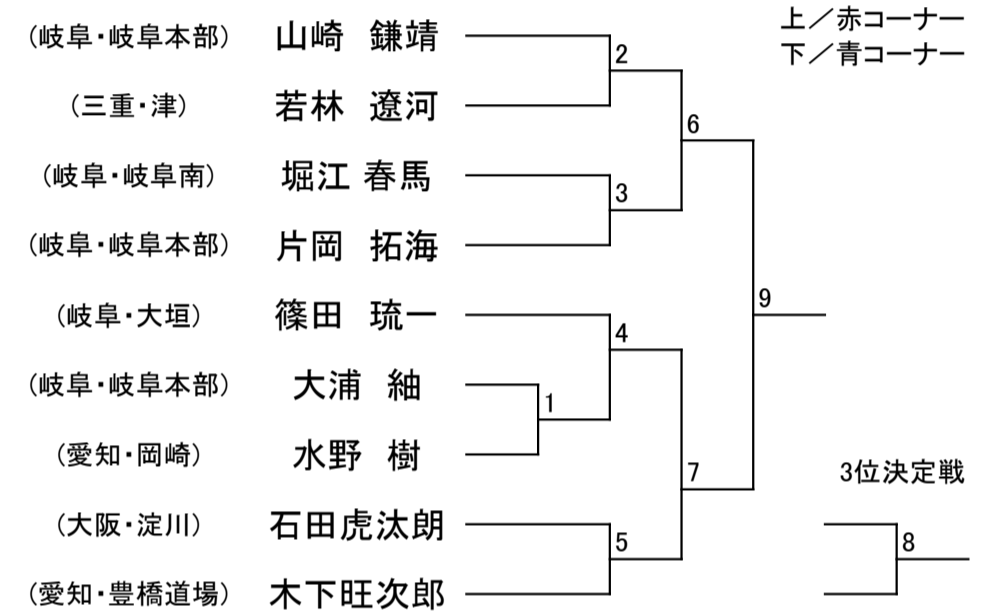 上／赤コーナー
下／青コーナー
（岐阜・岐阜本部） 山崎 鎌靖
2
（三重・津） 若林 遼河
6
（岐阜・岐阜南） 堀江 春馬
3
（岐阜・岐阜本部） 片岡 拓海
9
（岐阜・大垣） 篠田 琉一
4
（岐阜・岐阜本部） 大浦 紬
1
（愛知・岡崎） 水野 樹
7
3位決定戦
（大阪・淀川） 石田虎汰朗
5
8
（愛知・豊橋道場） 木下旺次郎